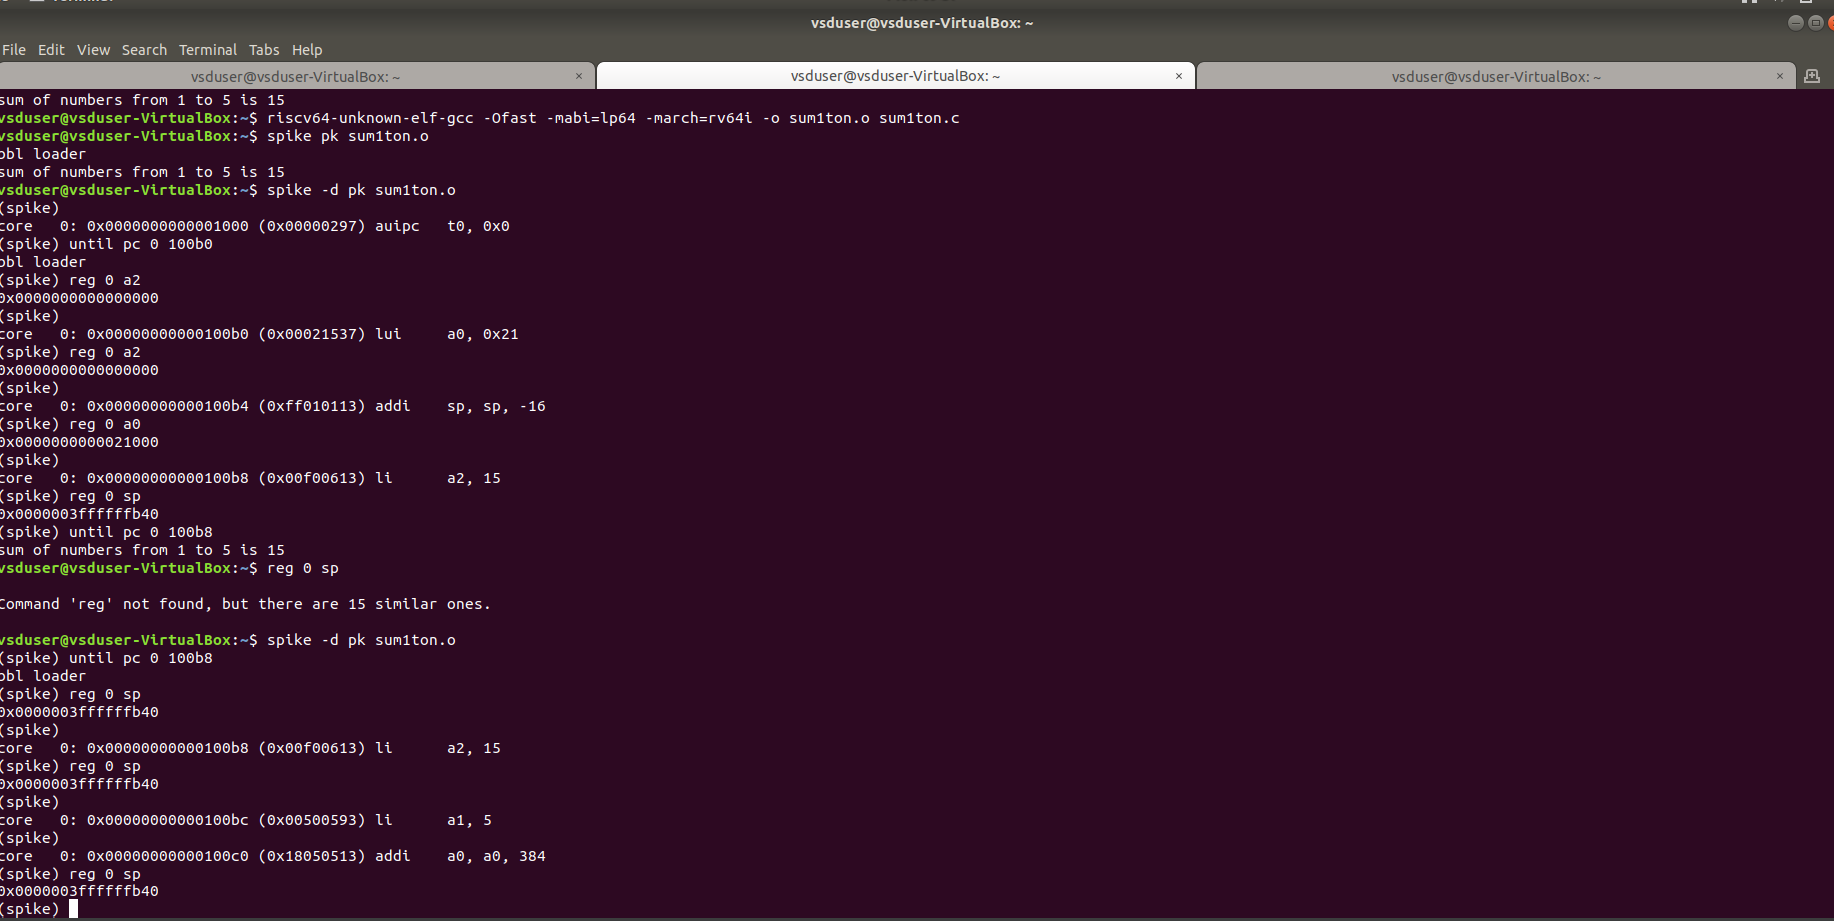 vsduser@vsduser-VirtualBox: ~
File Edit View Search Terminal Tabs Help
vsduser@vsduser-VirtualBox: ~ × vsduser@vsduser-VirtualBox: ~ × vsduser@vsduser-VirtualBox: ~ ×
sum of numbers from 1 to 5 is 15
vsduser@vsduser-VirtualBox:~$ riscv64-unknown-elf-gcc -Ofast -mabi=lp64 -march=rv64i -o sum1ton.o sum1ton.c
vsduser@vsduser-VirtualBox:~$ spike pk sum1ton.o
bbl loader
sum of numbers from 1 to 5 is 15
vsduser@vsduser-VirtualBox:~$ spike -d pk sum1ton.o
(spike)
core   0: 0x0000000000001000 (0x00000297) auipc   t0, 0x0
(spike) until pc 0 100b0
bbl loader
(spike) reg 0 a2
0x0000000000000000
(spike)
core   0: 0x00000000000100b0 (0x00021537) lui     a0, 0x21
(spike) reg 0 a2
0x0000000000000000
(spike)
core   0: 0x00000000000100b4 (0xff010113) addi    sp, sp, -16
(spike) reg 0 a0
0x0000000000021000
(spike)
core   0: 0x00000000000100b8 (0x00f00613) li      a2, 15
(spike) reg 0 sp
0x0000003ffffffb40
(spike) until pc 0 100b8
sum of numbers from 1 to 5 is 15
vsduser@vsduser-VirtualBox:~$ reg 0 sp
Command 'reg' not found, but there are 15 similar ones.
vsduser@vsduser-VirtualBox:~$ spike -d pk sum1ton.o
(spike) until pc 0 100b8
bbl loader
(spike) reg 0 sp
0x0000003ffffffb40
(spike)
core   0: 0x00000000000100b8 (0x00f00613) li      a2, 15
(spike) reg 0 sp
0x0000003ffffffb40
(spike)
core   0: 0x00000000000100bc (0x00500593) li      a1, 5
(spike)
core   0: 0x00000000000100c0 (0x18050513) addi    a0, a0, 384
(spike) reg 0 sp
0x0000003ffffffb40
(spike)